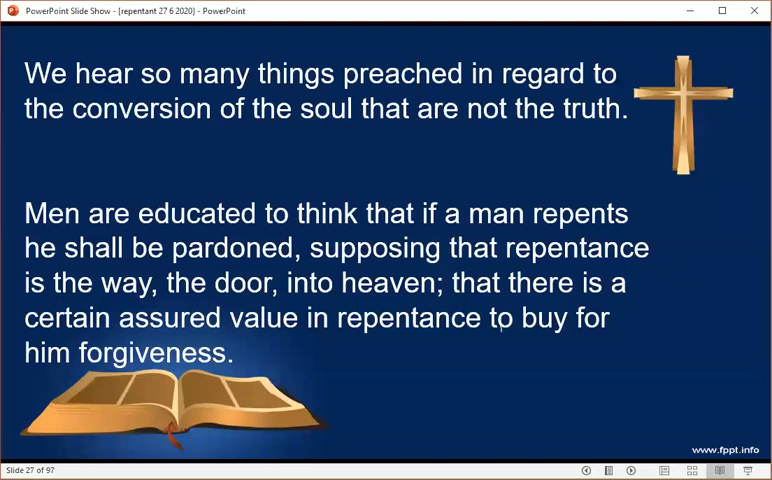 PowerPoint Slide Show - [repentant 27 6 2020] - PowerPoint
We hear so many things preached in regard to
the conversion of the soul that are not the truth.
Men are educated to think that if a man repents
he shall be pardoned, supposing that repentance
is the way, the door, into heaven; that there is a
certain assured value in repentance to buy for
him forgiveness.
www.fppt.info
Slide 27 of 97